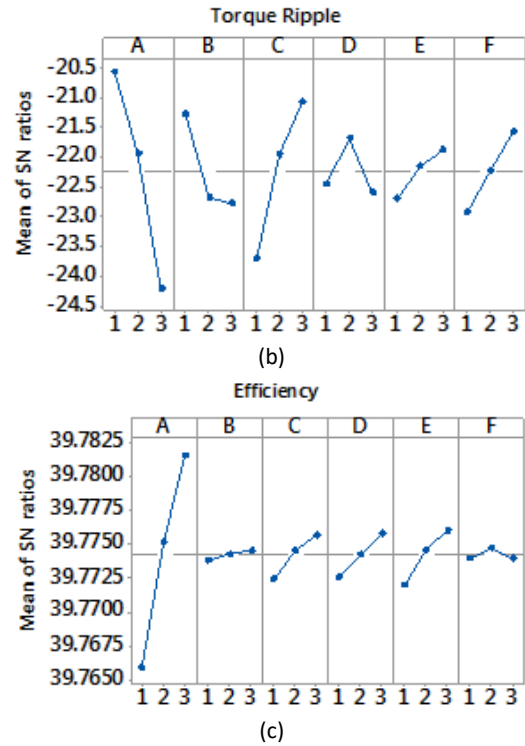 Torque Ripple
A B C D E F
Mean of SN ratios
-20.5
-21.0
-21.5
-22.0
-22.5
-23.0
-23.5
-24.0
-24.5
1 2 3 1 2 3 1 2 3 1 2 3 1 2 3 1 2 3
(b)
Efficiency
A B C D E F
Mean of SN ratios
39.7825
39.7800
39.7775
39.7750
39.7725
39.7700
39.7675
39.7650
1 2 3 1 2 3 1 2 3 1 2 3 1 2 3 1 2 3
(c)